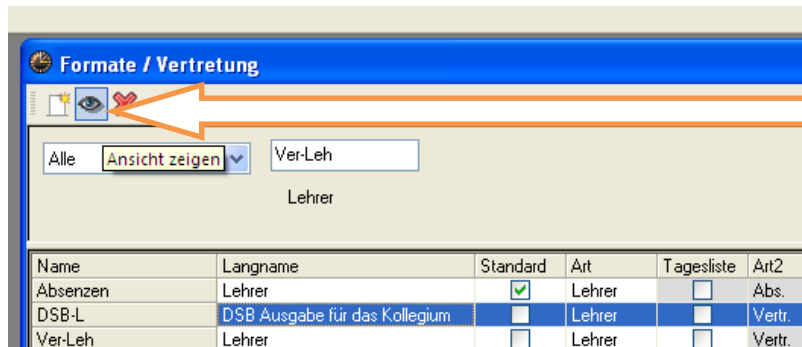 Formate / Vertretung
Alle Ansicht zeigen Ver-Leh
Lehrer
Name Langname Standard Art Tagesliste Art2
Absenzen Lehrer Lehrer Abs.
DSB-L DSB Ausgabe für das Kollegium Lehrer Vertr.
Ver-Leh Lehrer Lehrer Vertr.